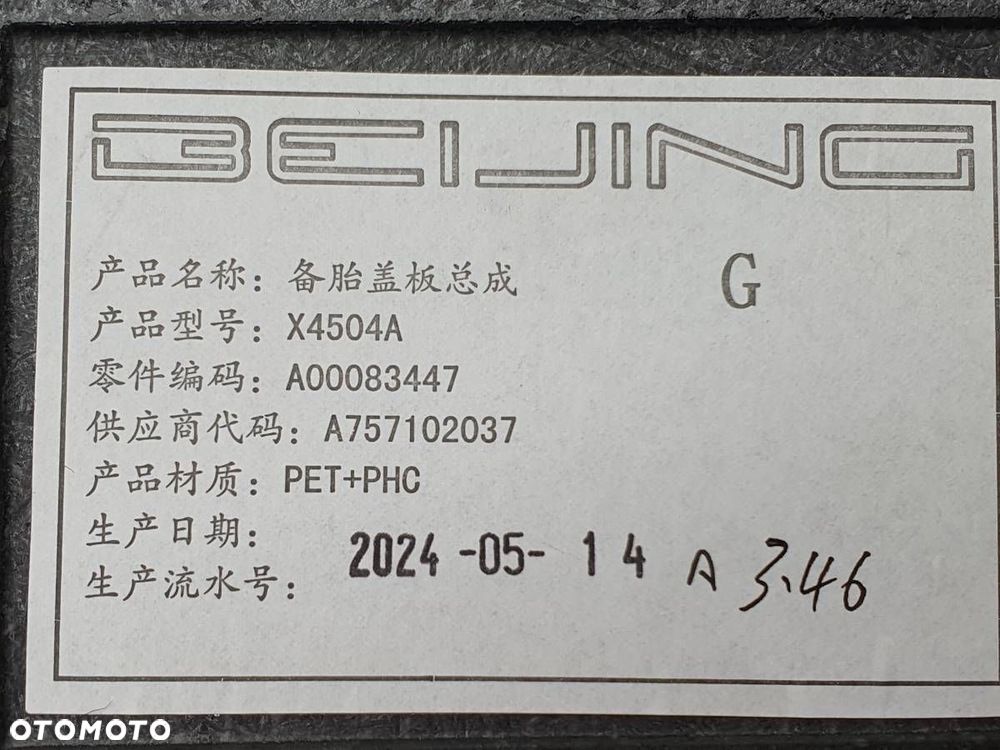 BEIJING
产品名称：备胎盖板总成
G
产品型号：X4504A
零件编码：A00083447
供应商代码：A757102037
产品材质：PET+PHC
生产日期：
2024-05-14 A 3.46
生产流水号：
OTOMOTO